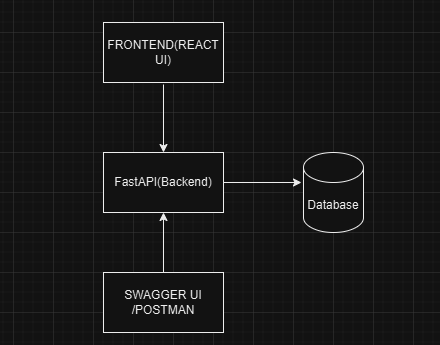 FRONTEND(REACT
UI)
FastAPI(Backend)
Database
SWAGGER UI
/POSTMAN